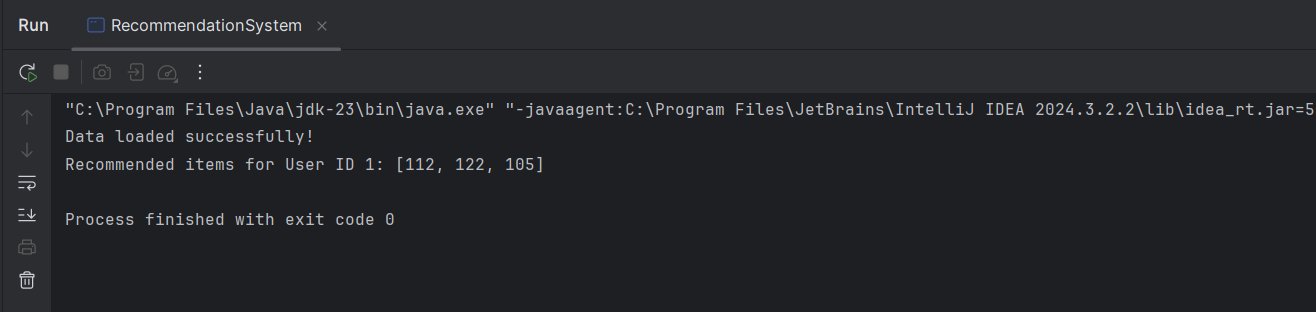 Run
RecommendationSystem
"C:\Program Files\Java\jdk-23\bin\java.exe" "-javaagent:C:\Program Files\JetBrains\IntelliJ IDEA 2024.3.2.2\lib\idea_rt.jar=5
Data loaded successfully!
Recommended items for User ID 1: [112, 122, 105]
Process finished with exit code 0